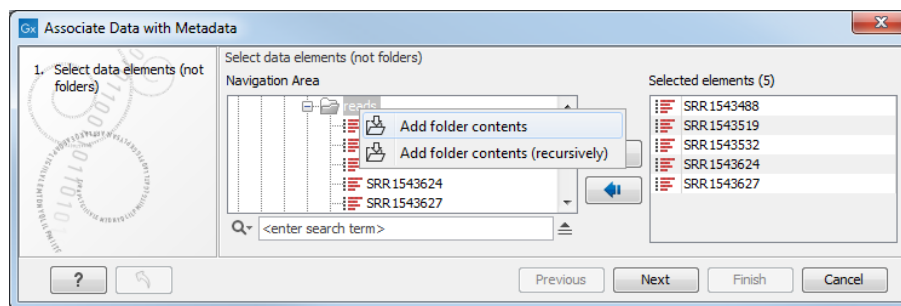 Gx Associate Data with Metadata
1. Select data elements (not
folders)
Select data elements (not folders)
Navigation Area
reads
Add folder contents
Add folder contents (recursively)
SRR1543624
SRR1543627
<enter search term>
Selected elements (5)
SRR1543488
SRR1543519
SRR1543532
SRR1543624
SRR1543627
?
Previous
Next
Finish
Cancel